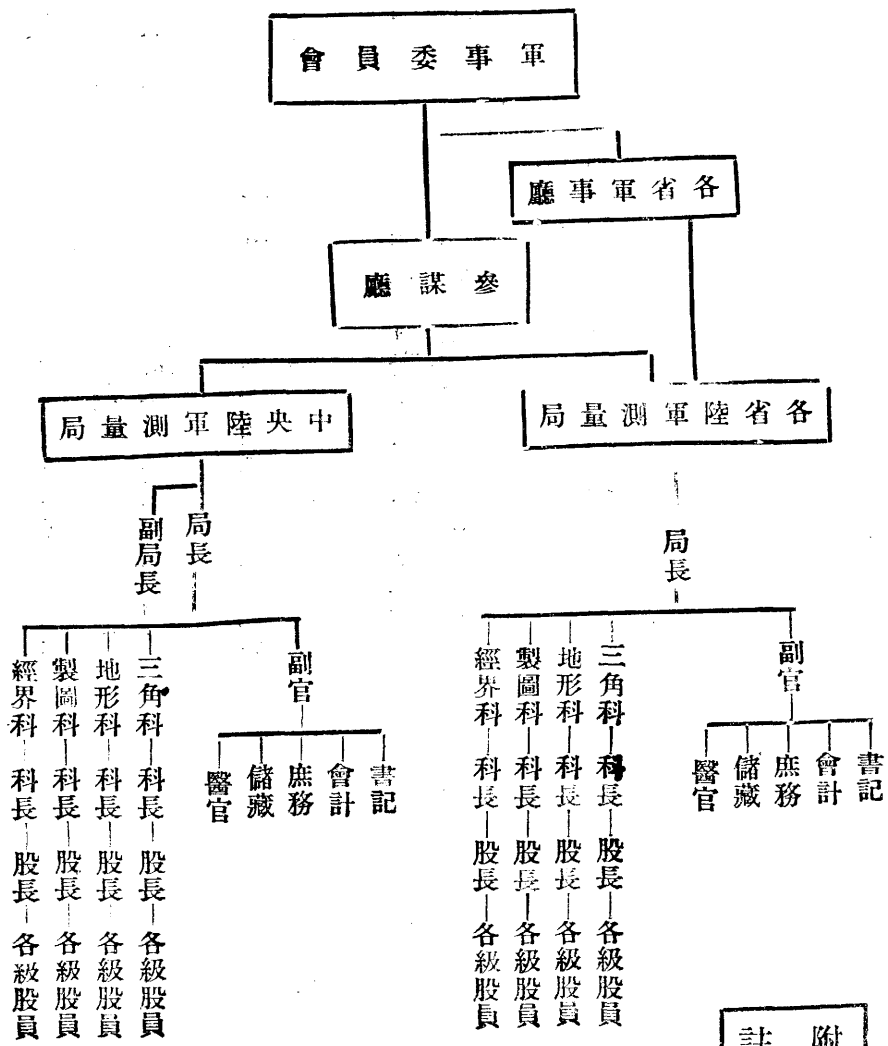 軍事委員會
各省軍事廳
參謀廳
各省陸軍測量局
中央陸軍測量局
局長
副官
書記
會計
庶務
儲藏
醫官
三角科 科長 股長 各級股員
地形科 科長 股長 各級股員
製圖科 科長 股長 各級股員
經界科 科長 股長 各級股員
局長
副局長
副官
書記
會計
庶務
儲藏
醫官
三角科 科長 股長 各級股員
地形科 科長 股長 各級股員
製圖科 科長 股長 各級股員
經界科 科長 股長 各級股員
附註